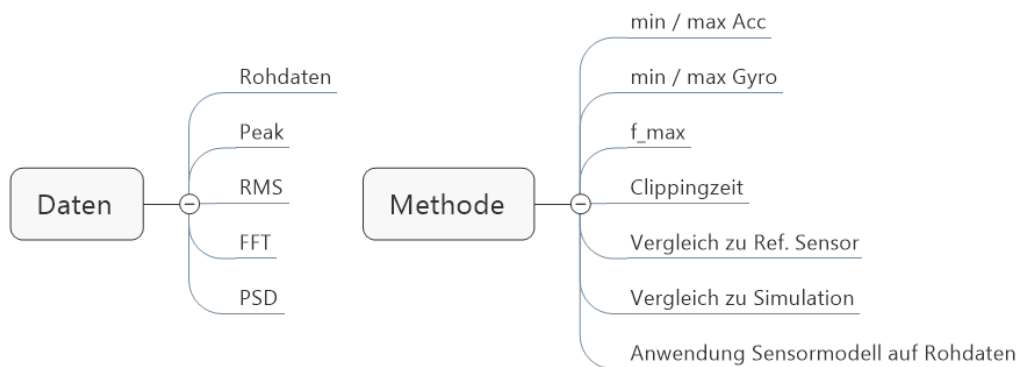 Daten
Rohdaten
Peak
RMS
FFT
PSD
Methode
min / max Acc
min / max Gyro
f_max
Clippingzeit
Vergleich zu Ref. Sensor
Vergleich zu Simulation
Anwendung Sensormodell auf Rohdaten